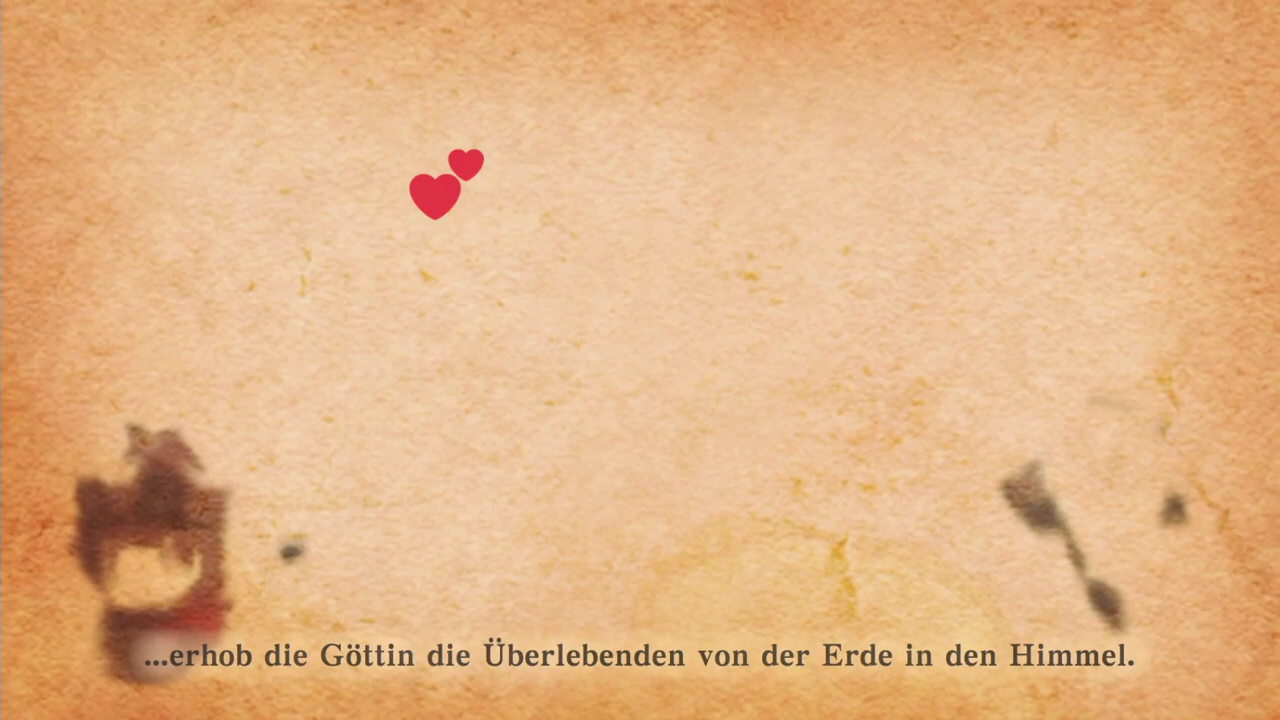 ...erhob die Göttin die Überlebenden von der Erde in den Himmel.